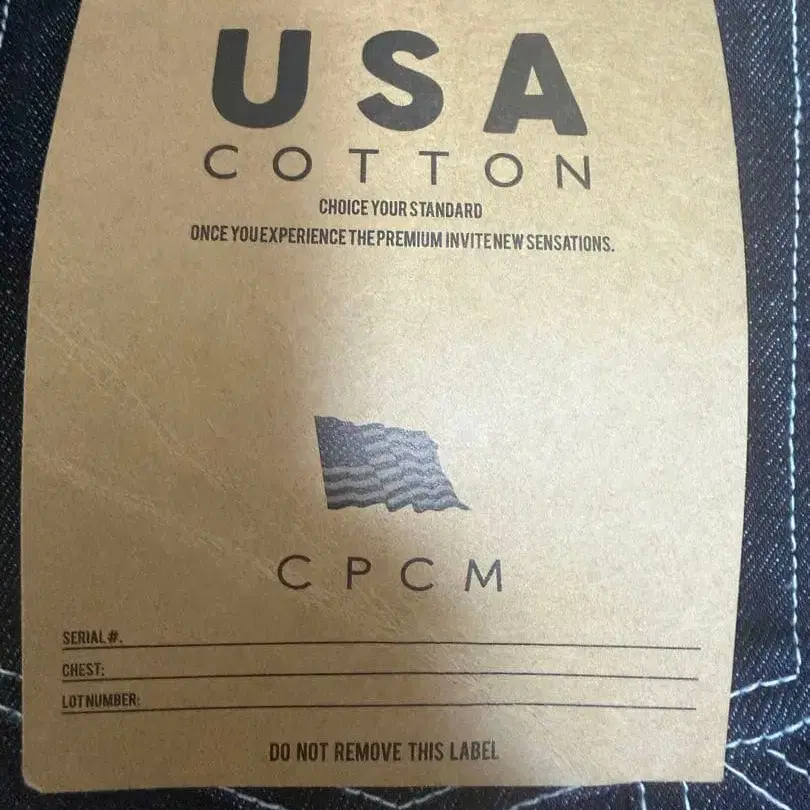 USA
COTTON
CHOICE YOUR STANDARD
ONCE YOU EXPERIENCE THE PREMIUM INVITE NEW SENSATIONS.
CPCM
SERIAL #.
CHEST:
LOT NUMBER:
DO NOT REMOVE THIS LABEL